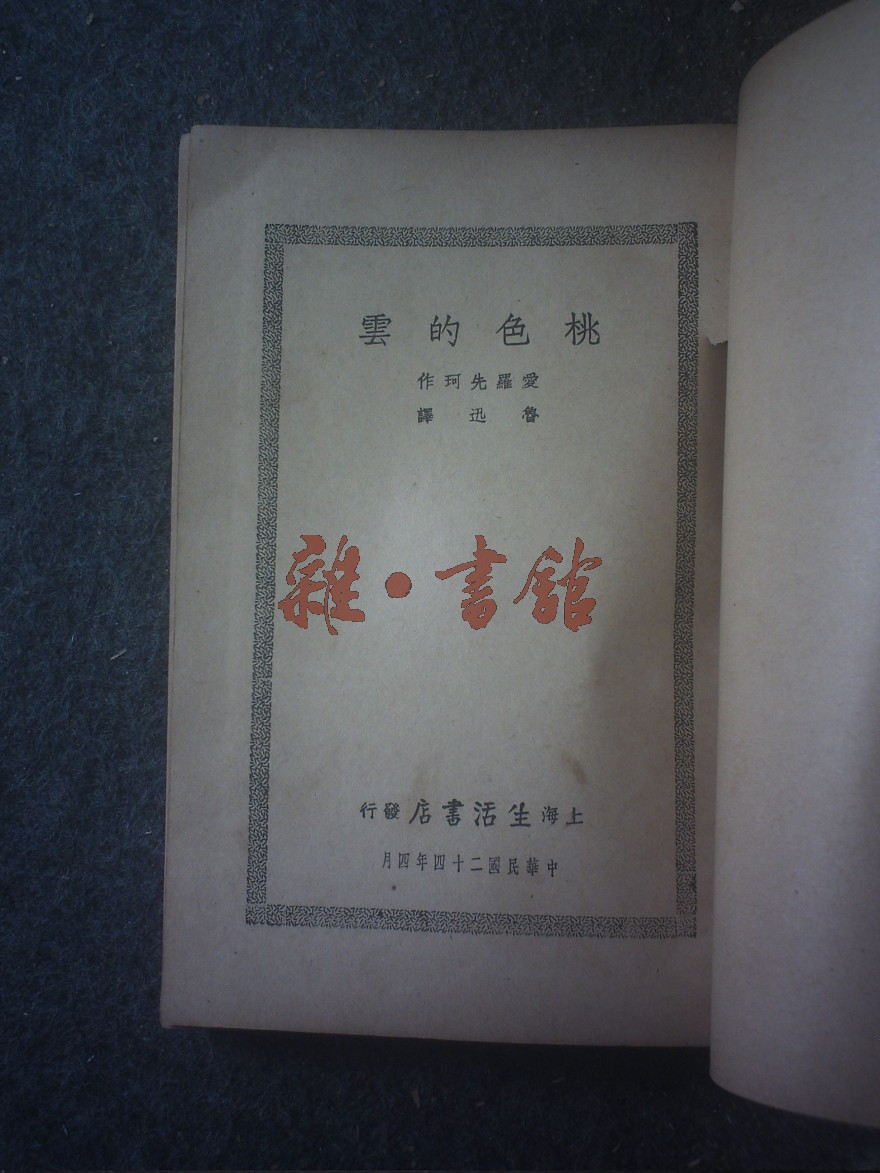 桃色的雲
愛羅先珂作
魯迅譯
雜·書館
上海生活書店發行
中華民國二十四年四月